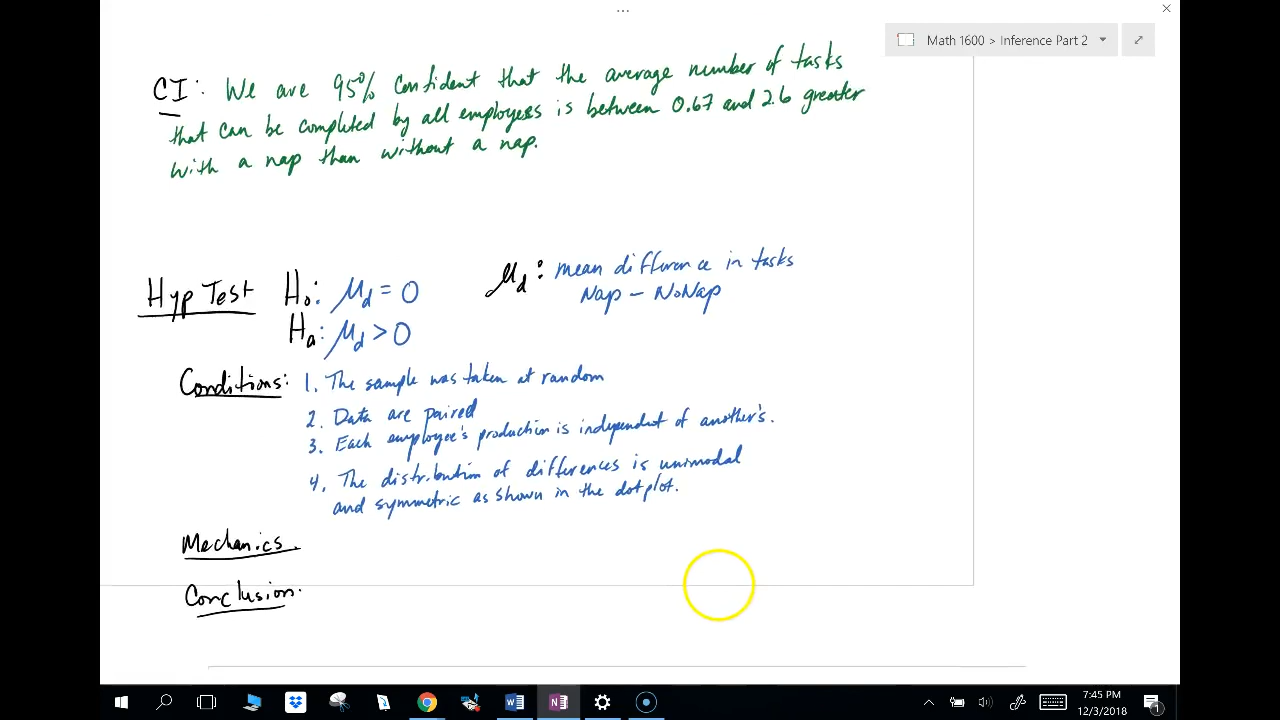 ...
Math 1600 > Inference Part 2
CI: We are 95% confident that the average number of tasks
that can be completed by all employees is between 0.67 and 2.6 greater
with a nap than without a nap.
Hyp Test H₀: μd = 0
Ha: μd > 0
μd: mean difference in tasks
Nap - NoNap
Conditions: 1. The sample was taken at random
2. Data are paired
3. Each employee's production is independent of another's.
4. The distribution of differences is unimodal
and symmetric as shown in the dotplot.
Mechanics.
Conclusion.
7:45 PM
12/3/2018
1